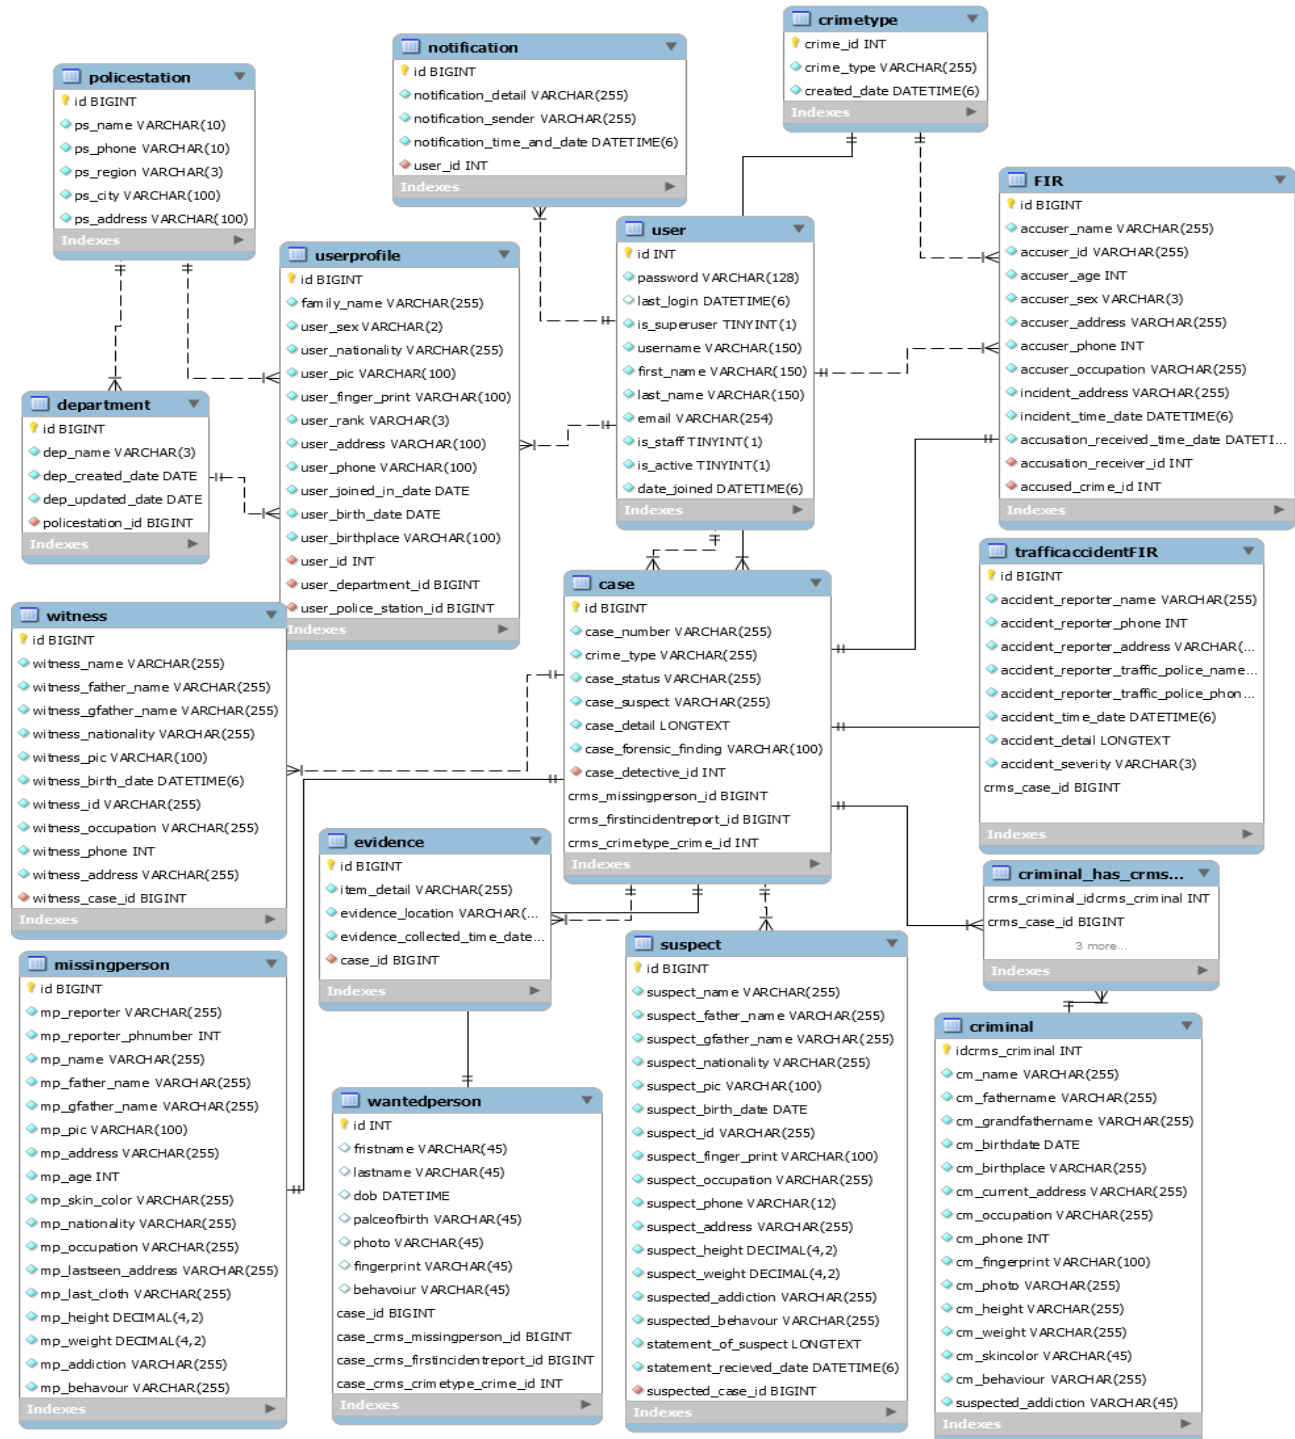 policestation
id BIGINT
ps_name VARCHAR(10)
ps_phone VARCHAR(10)
ps_region VARCHAR(3)
ps_city VARCHAR(100)
ps_address VARCHAR(100)
Indexes
notification
id BIGINT
notification_detail VARCHAR(255)
notification_sender VARCHAR(255)
notification_time_and_date DATETIME(6)
user_id INT
Indexes
crimetype
crime_id INT
crime_type VARCHAR(255)
created_date DATETIME(6)
Indexes
userprofile
id BIGINT
family_name VARCHAR(255)
user_sex VARCHAR(2)
user_nationality VARCHAR(255)
user_pic VARCHAR(100)
user_finger_print VARCHAR(100)
user_rank VARCHAR(3)
user_address VARCHAR(100)
user_phone VARCHAR(100)
user_joined_in_date DATE
user_birth_date DATE
user_birthplace VARCHAR(100)
user_id INT
user_department_id BIGINT
user_police_station_id BIGINT
Indexes
user
id INT
password VARCHAR(128)
last_login DATETIME(6)
is_superuser TINYINT(1)
username VARCHAR(150)
first_name VARCHAR(150)
last_name VARCHAR(150)
email VARCHAR(254)
is_staff TINYINT(1)
is_active TINYINT(1)
date_joined DATETIME(6)
Indexes
FIR
id BIGINT
accuser_name VARCHAR(255)
accuser_id VARCHAR(255)
accuser_age INT
accuser_sex VARCHAR(3)
accuser_address VARCHAR(255)
accuser_phone INT
accuser_occupation VARCHAR(255)
incident_address VARCHAR(255)
incident_time_date DATETIME(6)
accusation_received_time_date DATETI...
accusation_receiver_id INT
accused_crime_id INT
Indexes
department
id BIGINT
dep_name VARCHAR(3)
dep_created_date DATE
dep_updated_date DATE
policestation_id BIGINT
Indexes
witness
id BIGINT
witness_name VARCHAR(255)
witness_father_name VARCHAR(255)
witness_gfather_name VARCHAR(255)
witness_nationality VARCHAR(255)
witness_pic VARCHAR(100)
witness_birth_date DATETIME(6)
witness_id VARCHAR(255)
witness_occupation VARCHAR(255)
witness_phone INT
witness_address VARCHAR(255)
witness_case_id BIGINT
Indexes
case
id BIGINT
case_number VARCHAR(255)
crime_type VARCHAR(255)
case_status VARCHAR(255)
case_suspect VARCHAR(255)
case_detail LONGTEXT
case_forensic_finding VARCHAR(100)
case_detective_id INT
crms_missingperson_id BIGINT
crms_firstincidentreport_id BIGINT
crms_crimetype_crime_id INT
Indexes
trafficaccidentFIR
id BIGINT
accident_reporter_name VARCHAR(255)
accident_reporter_phone INT
accident_reporter_address VARCHAR(...
accident_reporter_traffic_police_name...
accident_reporter_traffic_police_phon...
accident_time_date DATETIME(6)
accident_detail LONGTEXT
accident_severity VARCHAR(3)
crms_case_id BIGINT
Indexes
evidence
id BIGINT
item_detail VARCHAR(255)
evidence_location VARCHAR(...
evidence_collected_time_date...
case_id BIGINT
Indexes
criminal_has_crms...
crms_criminal_idcrms_criminal INT
crms_case_id BIGINT
3 more...
Indexes
missingperson
id BIGINT
mp_reporter VARCHAR(255)
mp_reporter_phnumber INT
mp_name VARCHAR(255)
mp_father_name VARCHAR(255)
mp_gfather_name VARCHAR(255)
mp_pic VARCHAR(100)
mp_address VARCHAR(255)
mp_age INT
mp_skin_color VARCHAR(255)
mp_nationality VARCHAR(255)
mp_occupation VARCHAR(255)
mp_lastseen_address VARCHAR(255)
mp_last_cloth VARCHAR(255)
mp_height DECIMAL(4,2)
mp_weight DECIMAL(4,2)
mp_addiction VARCHAR(255)
mp_behavour VARCHAR(255)
Indexes
wantedperson
id INT
fristname VARCHAR(45)
lastname VARCHAR(45)
dob DATETIME
palceofbirth VARCHAR(45)
photo VARCHAR(45)
fingerprint VARCHAR(45)
behavoiur VARCHAR(45)
case_id BIGINT
case_crms_missingperson_id BIGINT
case_crms_firstincidentreport_id BIGINT
case_crms_crimetype_crime_id INT
Indexes
suspect
id BIGINT
suspect_name VARCHAR(255)
suspect_father_name VARCHAR(255)
suspect_gfather_name VARCHAR(255)
suspect_nationality VARCHAR(255)
suspect_pic VARCHAR(100)
suspect_birth_date DATE
suspect_id VARCHAR(255)
suspect_finger_print VARCHAR(100)
suspect_occupation VARCHAR(255)
suspect_phone VARCHAR(12)
suspect_address VARCHAR(255)
suspect_height DECIMAL(4,2)
suspect_weight DECIMAL(4,2)
suspected_addiction VARCHAR(255)
suspected_behavour VARCHAR(255)
statement_of_suspect LONGTEXT
statement_recieved_date DATETIME(6)
suspected_case_id BIGINT
Indexes
criminal
idcrms_criminal INT
cm_name VARCHAR(255)
cm_fathername VARCHAR(255)
cm_grandfathername VARCHAR(255)
cm_birthdate DATE
cm_birthplace VARCHAR(255)
cm_current_address VARCHAR(255)
cm_occupation VARCHAR(255)
cm_phone INT
cm_fingerprint VARCHAR(100)
cm_photo VARCHAR(255)
cm_height VARCHAR(255)
cm_weight VARCHAR(255)
cm_skincolor VARCHAR(45)
cm_behaviour VARCHAR(255)
suspected_addiction VARCHAR(45)
Indexes